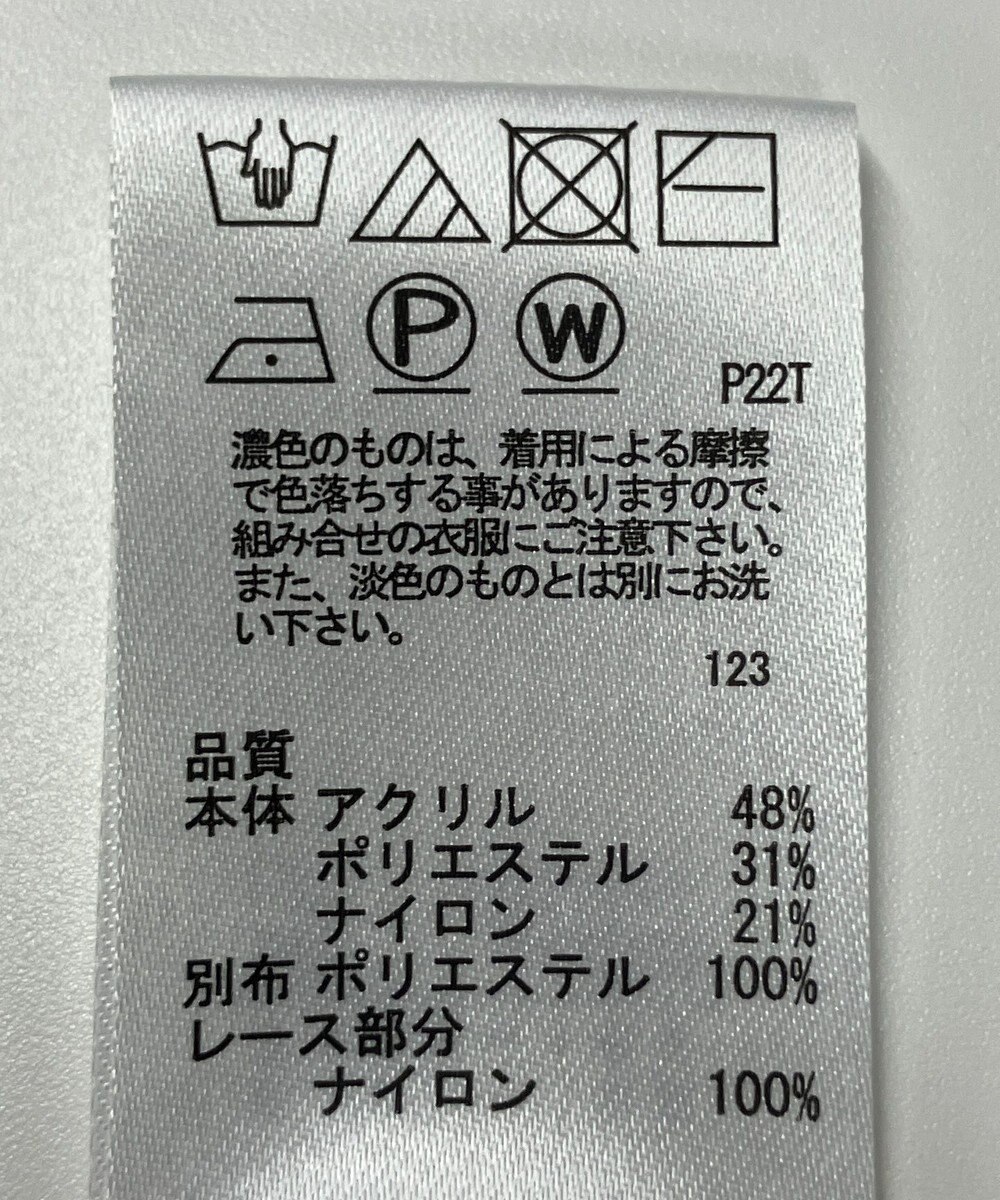 P W P22T
濃色のものは、着用による摩擦
で色落ちする事がありますので、
組み合せの衣服にご注意下さい。
また、淡色のものとは別にお洗
い下さい。
123
品質
本体 アクリル 48%
ポリエステル 31%
ナイロン 21%
別布 ポリエステル 100%
レース部分
ナイロン 100%